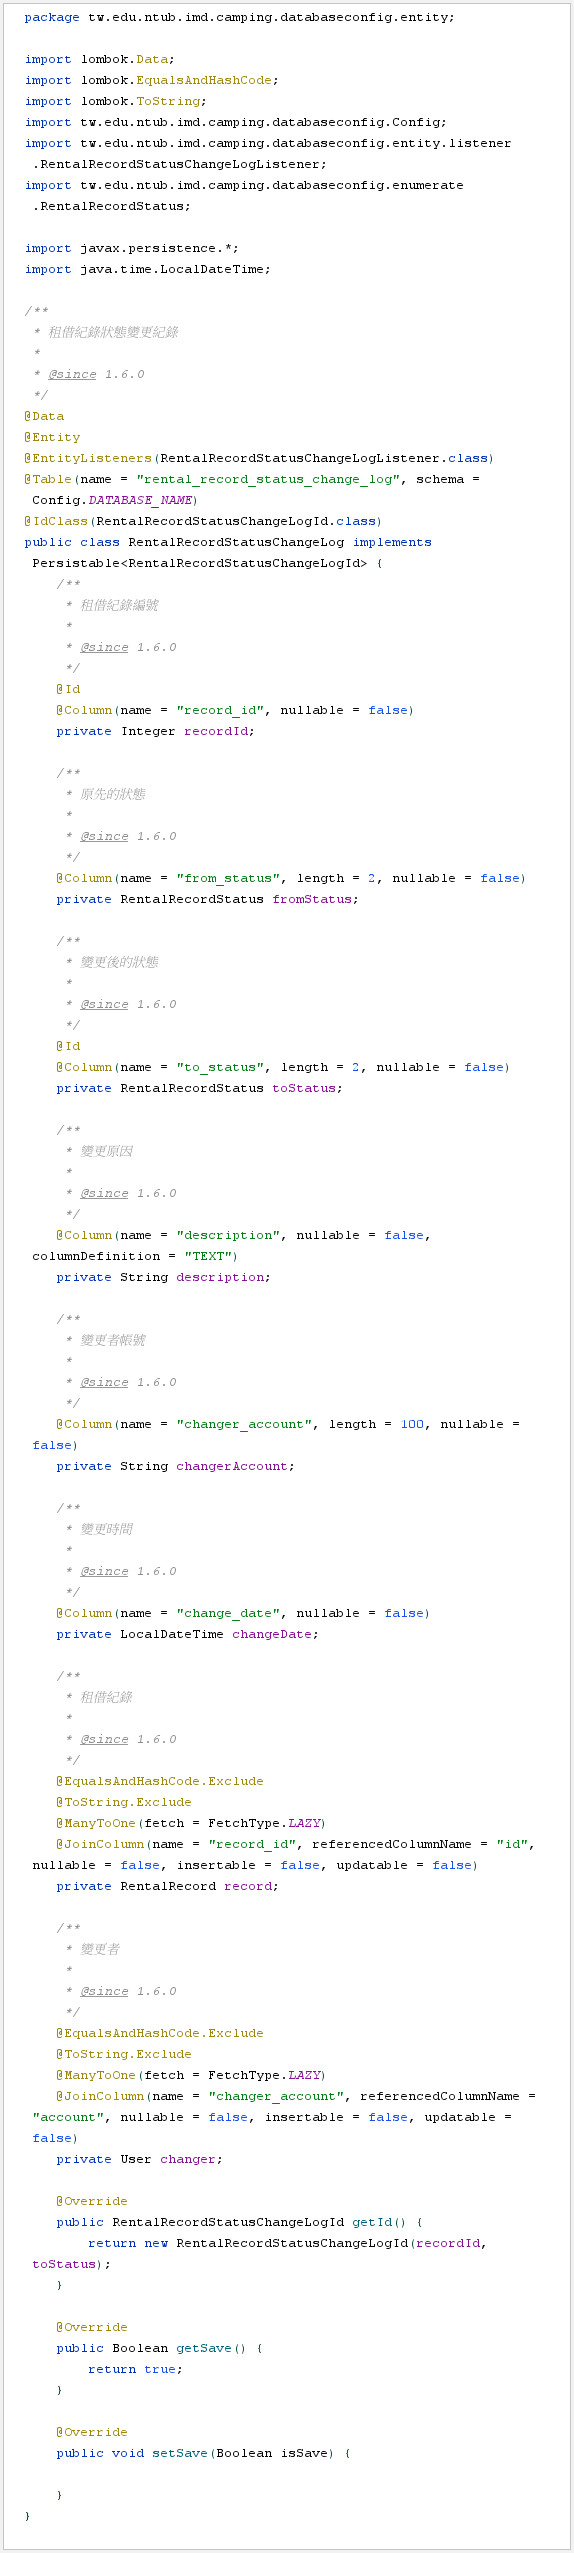 package tw.edu.ntub.imd.camping.databaseconfig.entity;

import lombok.Data;
import lombok.EqualsAndHashCode;
import lombok.ToString;
import tw.edu.ntub.imd.camping.databaseconfig.Config;
import tw.edu.ntub.imd.camping.databaseconfig.entity.listener
 .RentalRecordStatusChangeLogListener;
import tw.edu.ntub.imd.camping.databaseconfig.enumerate
 .RentalRecordStatus;

import javax.persistence.*;
import java.time.LocalDateTime;

/**
 * 租借紀錄狀態變更紀錄
 *
 * @since 1.6.0
 */
@Data
@Entity
@EntityListeners(RentalRecordStatusChangeLogListener.class)
@Table(name = "rental_record_status_change_log", schema =
 Config.DATABASE_NAME)
@IdClass(RentalRecordStatusChangeLogId.class)
public class RentalRecordStatusChangeLog implements
 Persistable<RentalRecordStatusChangeLogId> {
    /**
     * 租借紀錄編號
     *
     * @since 1.6.0
     */
    @Id
    @Column(name = "record_id", nullable = false)
    private Integer recordId;

    /**
     * 原先的狀態
     *
     * @since 1.6.0
     */
    @Column(name = "from_status", length = 2, nullable = false)
    private RentalRecordStatus fromStatus;

    /**
     * 變更後的狀態
     *
     * @since 1.6.0
     */
    @Id
    @Column(name = "to_status", length = 2, nullable = false)
    private RentalRecordStatus toStatus;

    /**
     * 變更原因
     *
     * @since 1.6.0
     */
    @Column(name = "description", nullable = false,
 columnDefinition = "TEXT")
    private String description;

    /**
     * 變更者帳號
     *
     * @since 1.6.0
     */
    @Column(name = "changer_account", length = 100, nullable =
 false)
    private String changerAccount;

    /**
     * 變更時間
     *
     * @since 1.6.0
     */
    @Column(name = "change_date", nullable = false)
    private LocalDateTime changeDate;

    /**
     * 租借紀錄
     *
     * @since 1.6.0
     */
    @EqualsAndHashCode.Exclude
    @ToString.Exclude
    @ManyToOne(fetch = FetchType.LAZY)
    @JoinColumn(name = "record_id", referencedColumnName = "id",
 nullable = false, insertable = false, updatable = false)
    private RentalRecord record;

    /**
     * 變更者
     *
     * @since 1.6.0
     */
    @EqualsAndHashCode.Exclude
    @ToString.Exclude
    @ManyToOne(fetch = FetchType.LAZY)
    @JoinColumn(name = "changer_account", referencedColumnName =
 "account", nullable = false, insertable = false, updatable =
 false)
    private User changer;

    @Override
    public RentalRecordStatusChangeLogId getId() {
        return new RentalRecordStatusChangeLogId(recordId,
 toStatus);
    }

    @Override
    public Boolean getSave() {
        return true;
    }

    @Override
    public void setSave(Boolean isSave) {

    }
}